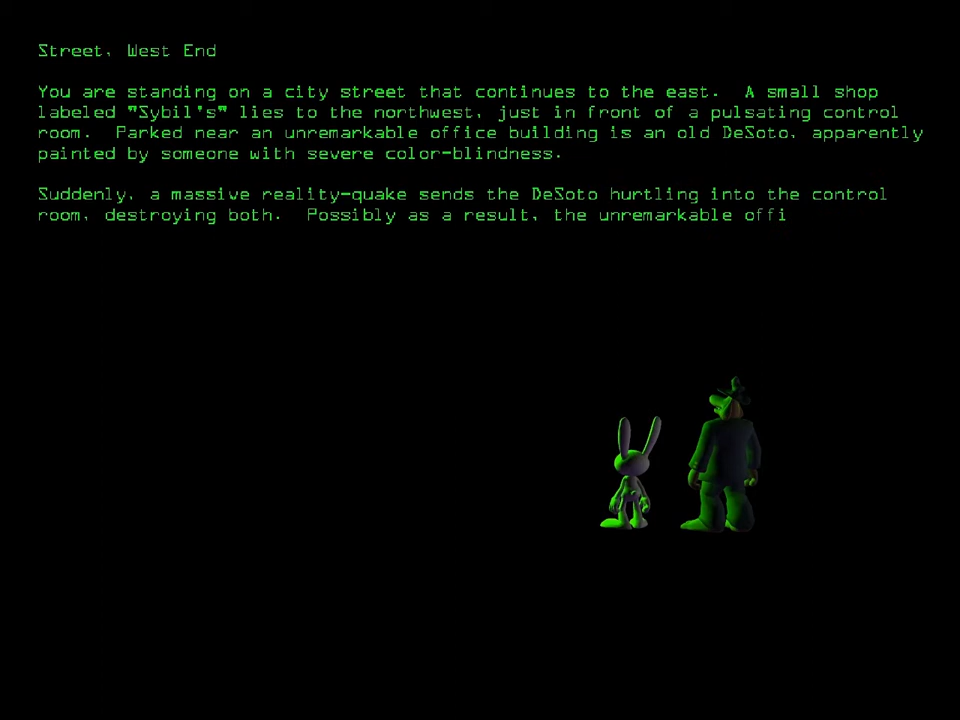 Street, West End
You are standing on a city street that continues to the east.  A small shop
labeled "Sybil's" lies to the northwest, just in front of a pulsating control
room.  Parked near an unremarkable office building is an old DeSoto, apparently
painted by someone with severe color-blindness.
Suddenly, a massive reality-quake sends the DeSoto hurtling into the control
room, destroying both.  Possibly as a result, the unremarkable offi